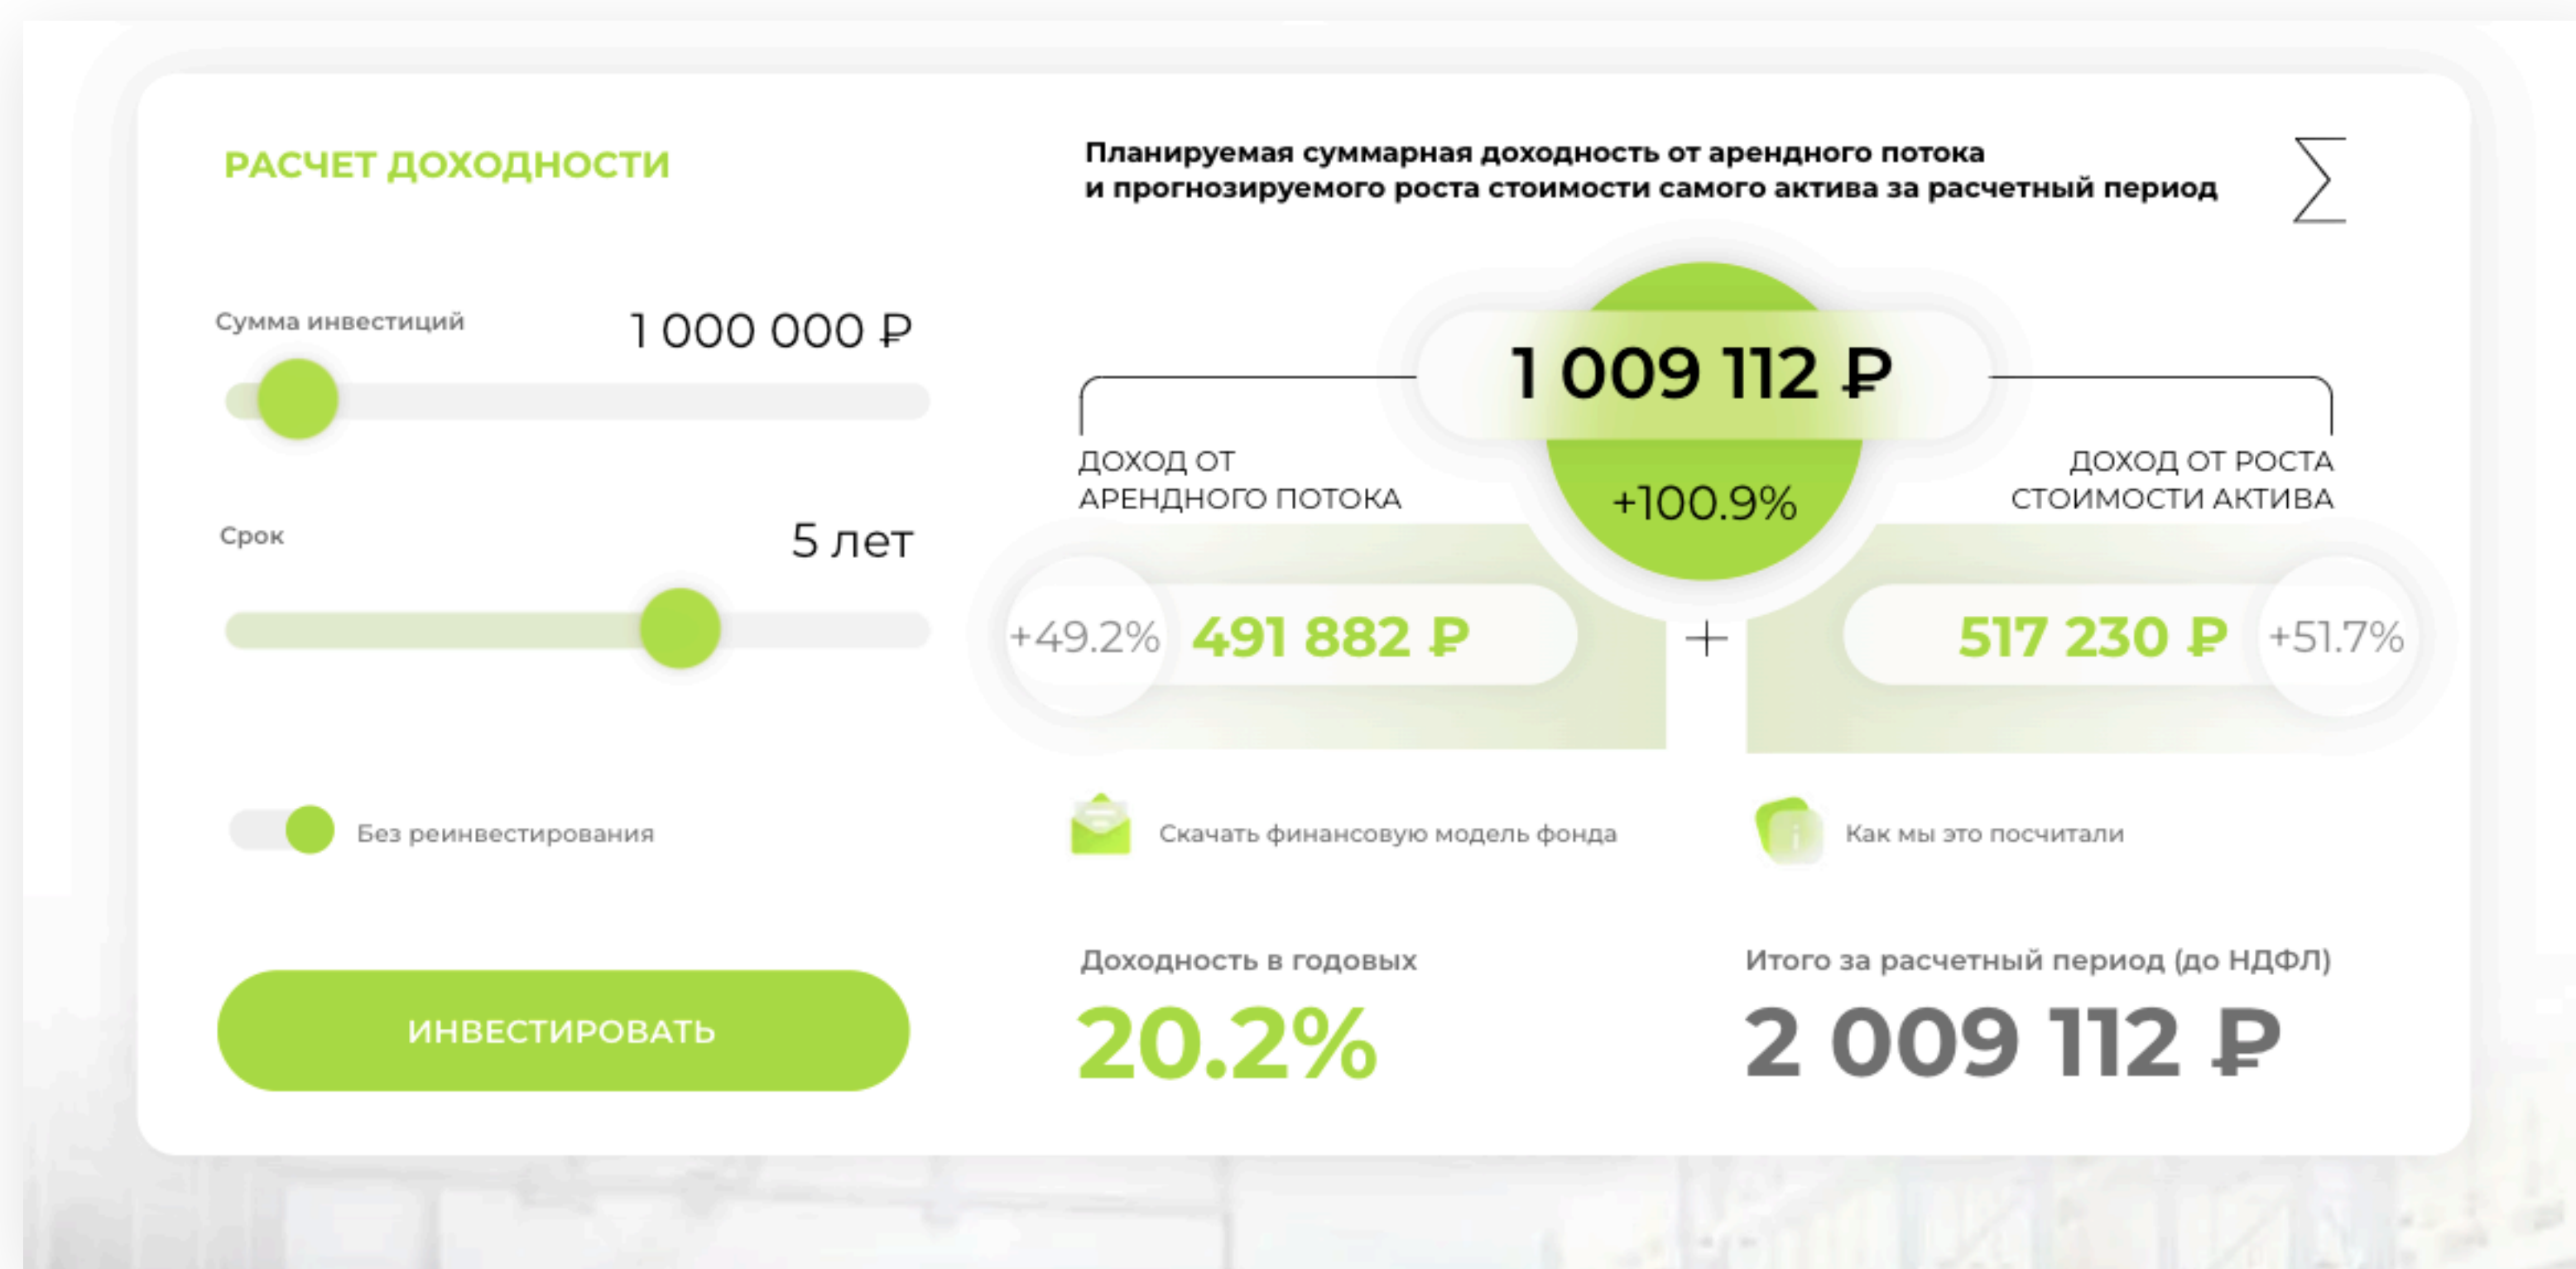 РАСЧЕТ ДОХОДНОСТИ
Сумма инвестиций
1 000 000 ₽
Срок
5 лет
Без реинвестирования
ИНВЕСТИРОВАТЬ
Планируемая суммарная доходность от арендного потока
и прогнозируемого роста стоимости самого актива за расчетный период
Σ
1 009 112 ₽
+100.9%
ДОХОД ОТ
АРЕНДНОГО ПОТОКА
+49.2%
491 882 ₽
+
ДОХОД ОТ РОСТА
СТОИМОСТИ АКТИВА
517 230 ₽
+51.7%
Скачать финансовую модель фонда
i
Как мы это посчитали
Доходность в годовых
20.2%
Итого за расчетный период (до НДФЛ)
2 009 112 ₽